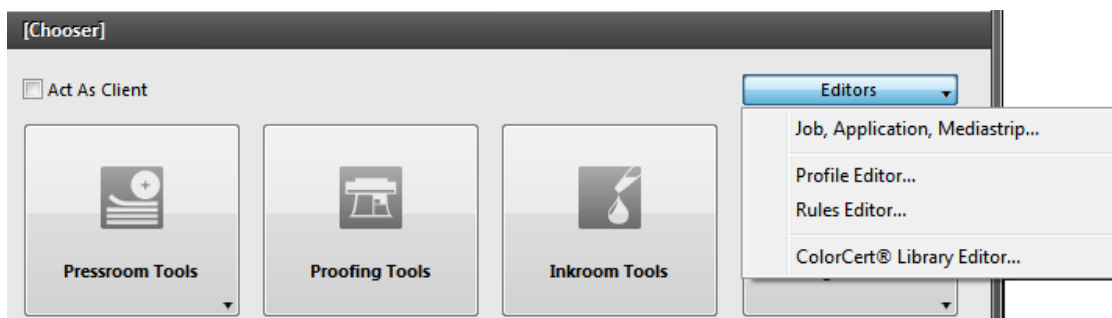 [Chooser]
Act As Client
Editors
Job, Application, Mediastrip...
Profile Editor...
Rules Editor...
ColorCert® Library Editor...
Pressroom Tools
Proofing Tools
Inkroom Tools